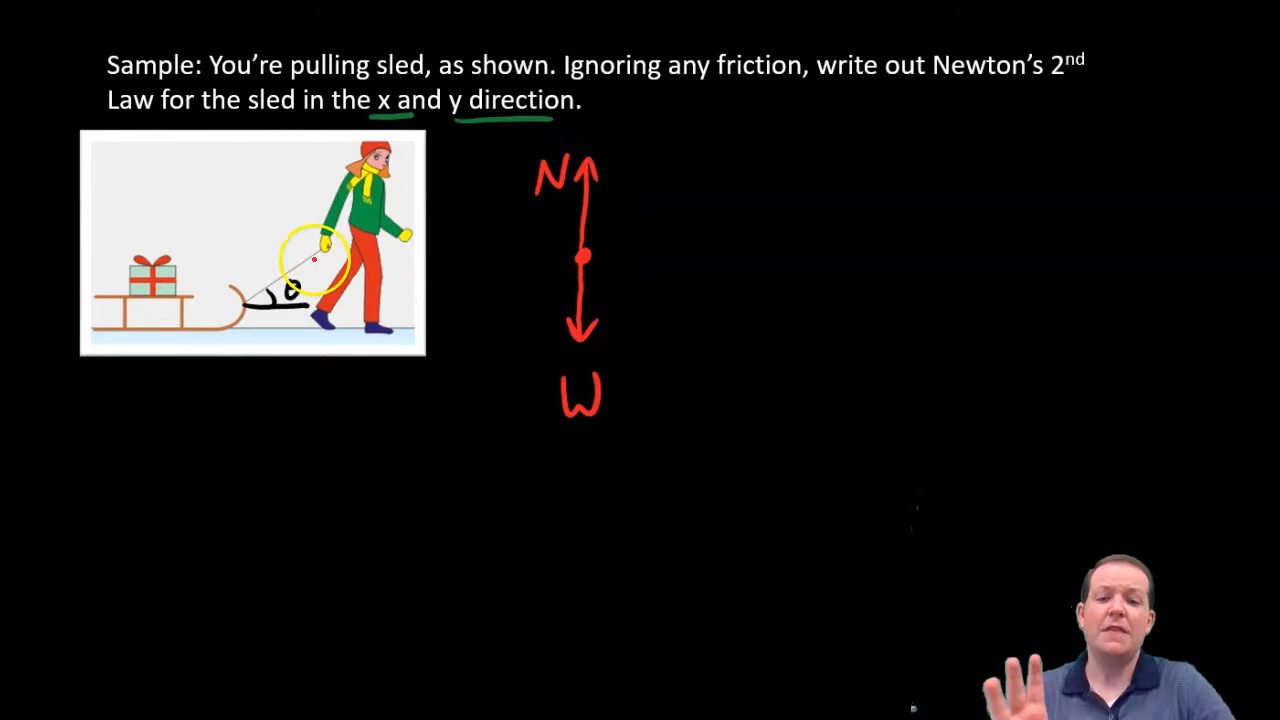 Sample: You're pulling sled, as shown. Ignoring any friction, write out Newton's 2nd
Law for the sled in the x and y direction.
N
θ
W